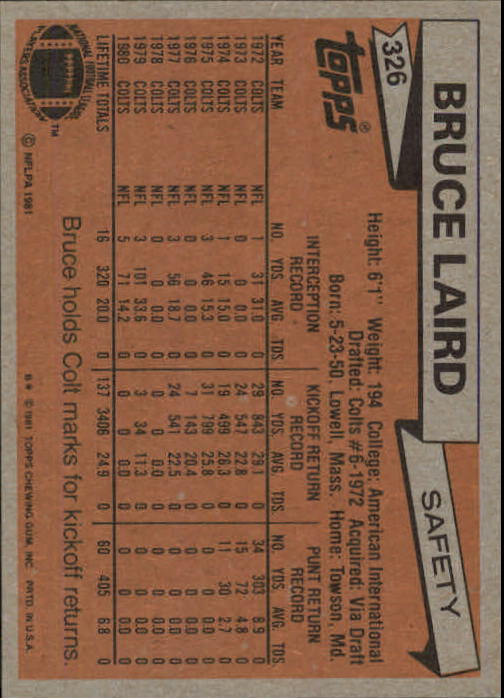 BRUCE LAIRD
SAFETY
326
topps®
Height: 6'1" Weight: 194 College: American International
Drafted: Colts #6-1972 Acquired: Via Draft
Born: 5-23-50, Lowell, Mass. Home: Towson, Md.
INTERCEPTION RECORD KICKOFF RETURN RECORD PUNT RETURN RECORD
YEAR TEAM NO. YDS. AVG. TDS. NO. YDS. AVG. TDS. NO. YDS. AVG. TDS.
1972 COLTS NFL 1 31 31.0 0 29 843 29.1 0 34 303 8.9 0
1973 COLTS NFL 0 0 0.0 0 24 547 22.8 0 15 72 4.8 0
1974 COLTS NFL 1 15 15.0 0 19 499 26.3 0 11 30 2.7 0
1975 COLTS NFL 3 46 15.3 0 31 799 25.8 0 0 0 0.0 0
1976 COLTS NFL 0 0 0.0 0 7 143 20.4 0 0 0 0.0 0
1977 COLTS NFL 3 56 18.7 0 24 541 22.5 0 0 0 0.0 0
1978 COLTS NFL 0 0 0.0 0 0 0 0.0 0 0 0 0.0 0
1979 COLTS NFL 3 101 33.6 0 3 34 11.3 0 0 0 0.0 0
1980 COLTS NFL 5 71 14.2 0 0 0 0.0 0 0 0 0.0 0
LIFETIME TOTALS 16 320 20.0 0 137 3406 24.9 0 60 405 6.8 0
Bruce holds Colt marks for kickoff returns.
NATIONAL FOOTBALL LEAGUE
PLAYERS ASSOCIATION
TM
© NFLPA 1981
B* © 1981 TOPPS CHEWING GUM, INC. PRTD. IN U.S.A.